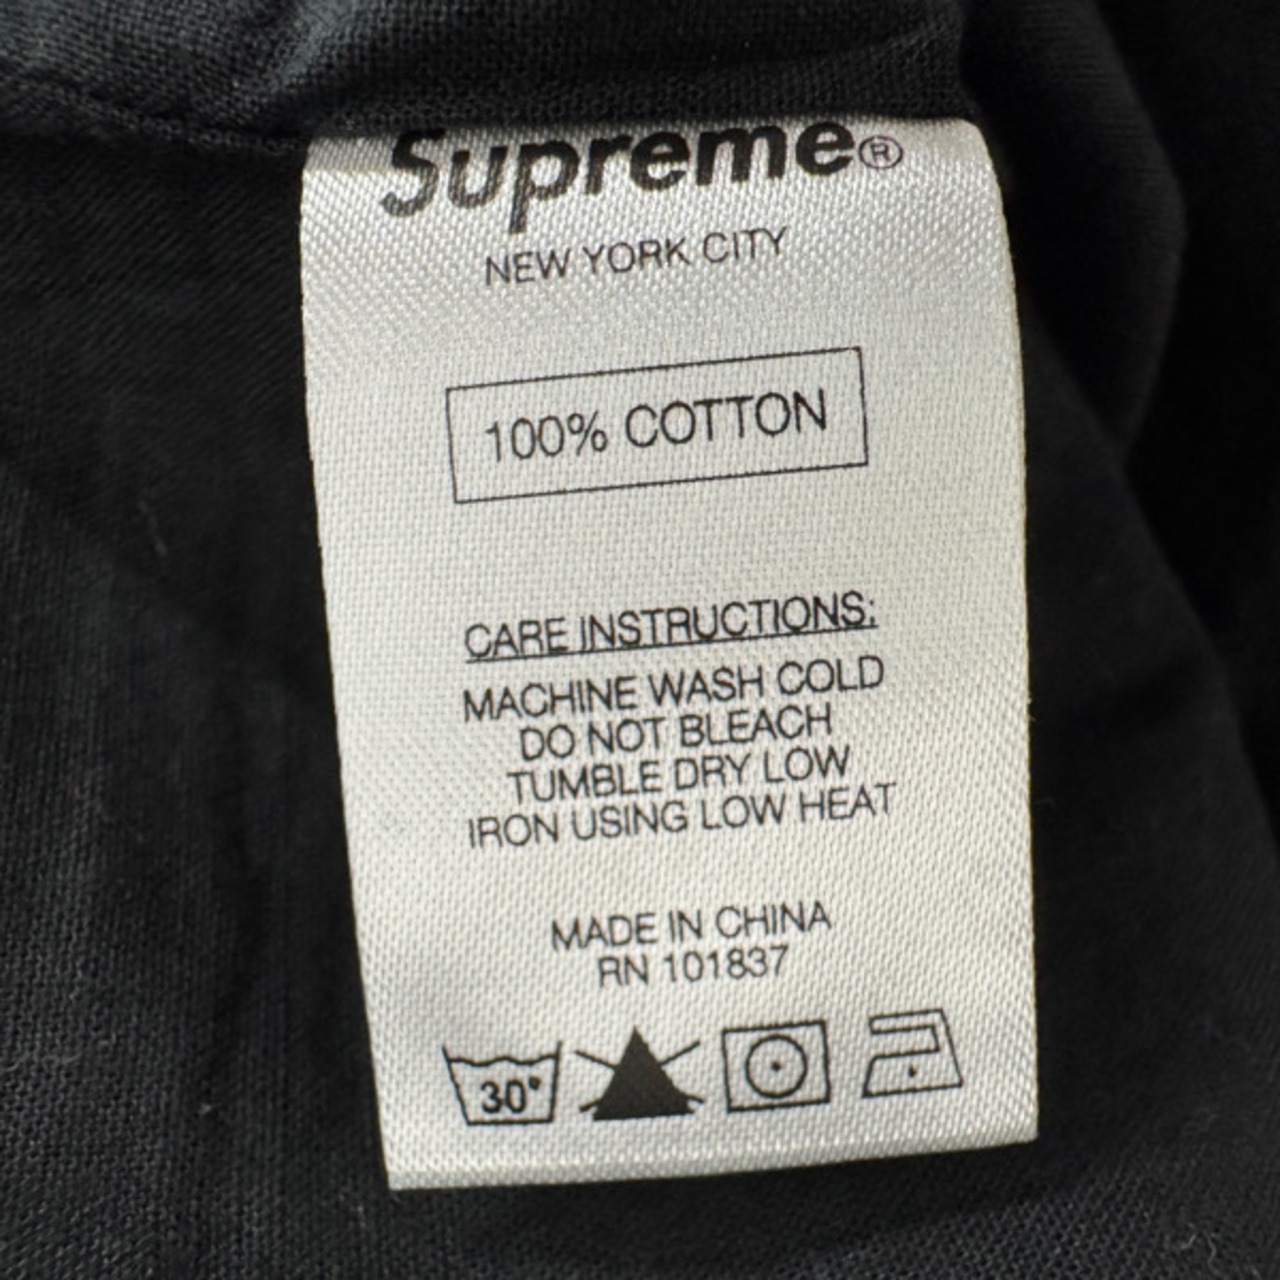 Supreme®
NEW YORK CITY
100% COTTON
CARE INSTRUCTIONS:
MACHINE WASH COLD
DO NOT BLEACH
TUMBLE DRY LOW
IRON USING LOW HEAT
MADE IN CHINA
RN 101837
30°